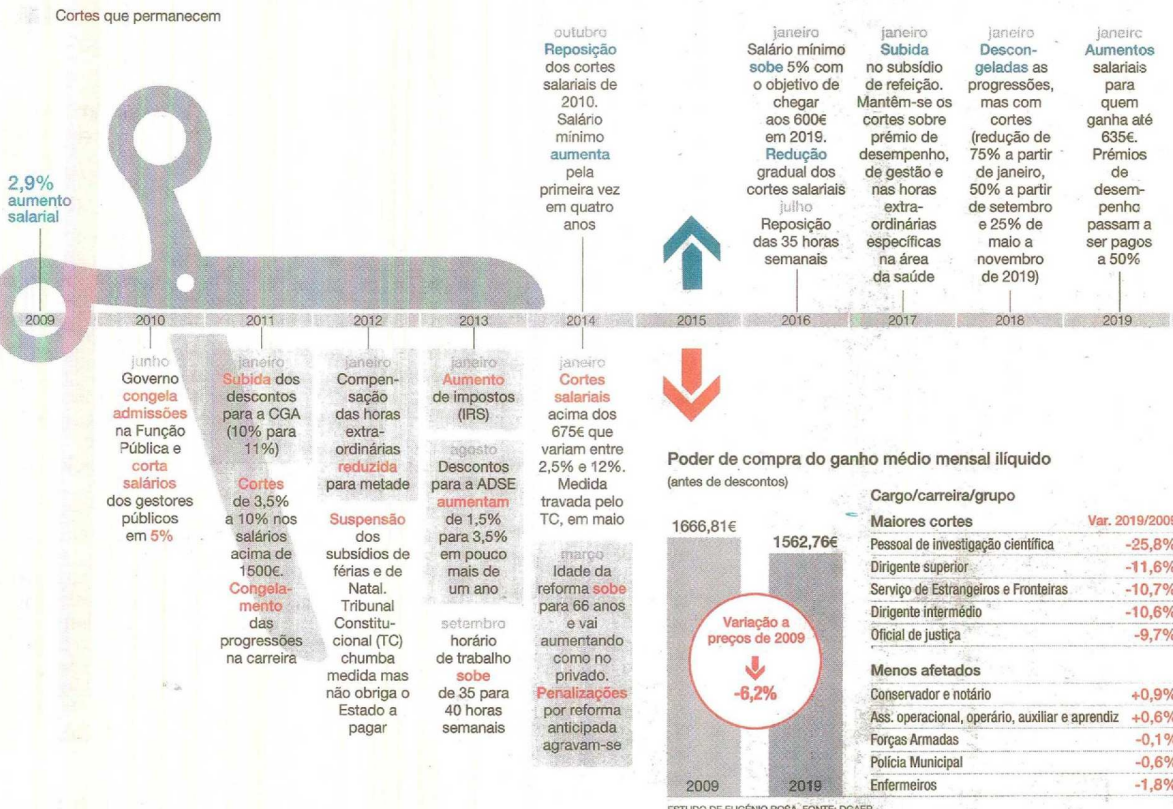 Cortes que permanecem
2,9%
aumento
salarial
outubro
Reposição
dos cortes
salariais de
2010.
Salário
mínimo
aumenta
pela
primeira vez
em quatro
anos
janeiro
Salário mínimo
sobe 5% com
o objetivo de
chegar
aos 600€
em 2019.
Redução
gradual dos
cortes salariais
julho
Reposição
das 35 horas
semanais
janeiro
Subida
no subsídio
de refeição.
Mantêm-se os
cortes sobre
prémio de
desempenho,
de gestão e
nas horas
extra-
ordinárias
específicas
na área
da saúde
janeiro
Descon-
geladas as
progressões,
mas com
cortes
(redução de
75% a partir
de janeiro,
50% a partir
de setembro
e 25% de
maio a
novembro
de 2019)
janeiro
Aumentos
salariais
para
quem
ganha até
635€.
Prémios
de
desem-
penho
passam a
ser pagos
a 50%
2009 2010 2011 2012 2013 2014 2015 2016 2017 2018 2019
junho
Governo
congela
admissões
na Função
Pública e
corta
salários
dos gestores
públicos
em 5%
janeiro
Subida dos
descontos
para a CGA
(10% para
11%)
Cortes
de 3,5%
a 10% nos
salários
acima de
1500€.
Congela-
mento
das
progressões
na carreira
janeiro
Compen-
sação
das horas
extra-
ordinárias
reduzida
para metade
Suspensão
dos
subsídios de
férias e de
Natal.
Tribunal
Constitu-
cional (TC)
chumba
medida mas
não obriga o
Estado a
pagar
janeiro
Aumento
de impostos
(IRS)
agosto
Descontos
para a ADSE
aumentam
de 1,5%
para 3,5%
em pouco
mais de
um ano
setembro
horário
de trabalho
sobe
de 35 para
40 horas
semanais
janeiro
Cortes
salariais
acima dos
675€ que
variam entre
2,5% e 12%.
Medida
travada pelo
TC, em maio
março
Idade da
reforma sobe
para 66 anos
e vai
aumentando
como no
privado.
Penalizações
por reforma
antecipada
agravam-se
Poder de compra do ganho médio mensal ilíquido
(antes de descontos)
1666,81€
1562,76€
Variação a
preços de 2009
-6,2%
2009 2019
Cargo/carreira/grupo
Maiores cortes Var. 2019/2009
Pessoal de investigação científica -25,8%
Dirigente superior -11,6%
Serviço de Estrangeiros e Fronteiras -10,7%
Dirigente intermédio -10,6%
Oficial de justiça -9,7%
Menos afetados
Conservador e notário +0,9%
Ass. operacional, operário, auxiliar e aprendiz +0,6%
Forças Armadas -0,1%
Polícia Municipal -0,6%
Enfermeiros -1,8%
ESTUDO DE EUGÉNIO ROSA. FONTE: DGAEP